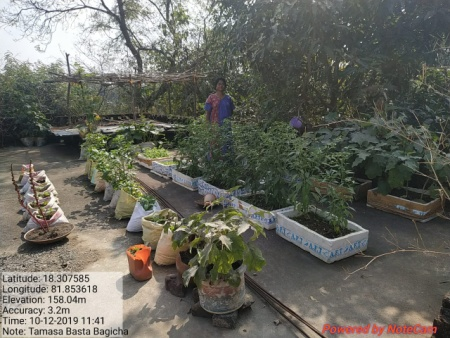 Latitude: 18.307585
Longitude: 81.853618
Elevation: 158.04m
Accuracy: 3.2m
Time: 10-12-2019 11:41
Note: Tamasa Basta Bagicha
Powered by NoteCam